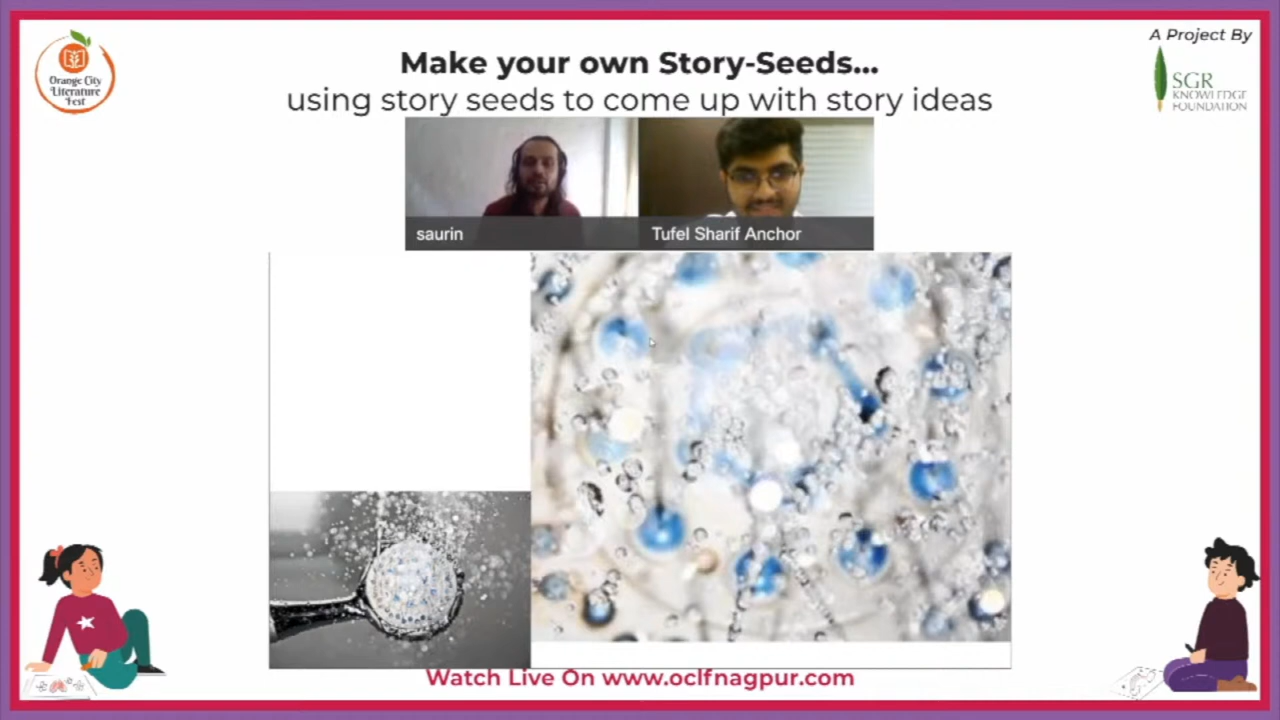 Orange City
Literature
Fest
A Project By
SGR
KNOWLEDGE
FOUNDATION
Make your own Story-Seeds...
using story seeds to come up with story ideas
saurin
Tufel Sharif Anchor
Watch Live On www.oclfnagpur.com